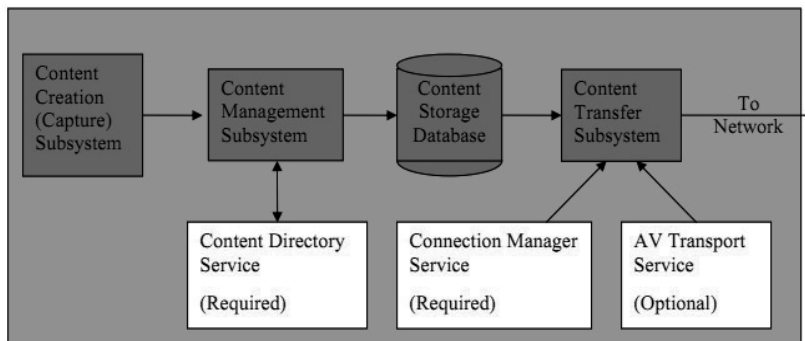 Content
Creation
(Capture)
Subsystem
Content
Management
Subsystem
Content
Storage
Database
Content
Transfer
Subsystem
To
Network
Content Directory
Service
(Required)
Connection Manager
Service
(Required)
AV Transport
Service
(Optional)